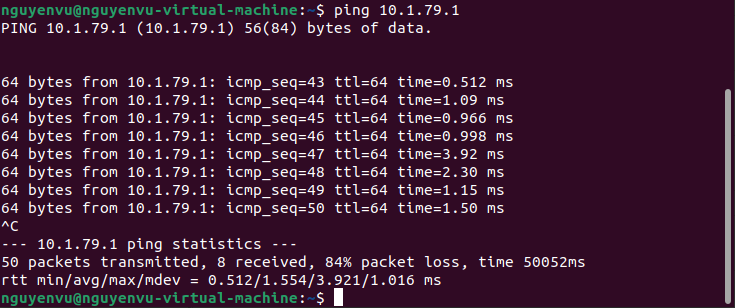 nguyenvu@nguyenvu-virtual-machine:~$ ping 10.1.79.1
PING 10.1.79.1 (10.1.79.1) 56(84) bytes of data.
64 bytes from 10.1.79.1: icmp_seq=43 ttl=64 time=0.512 ms
64 bytes from 10.1.79.1: icmp_seq=44 ttl=64 time=1.09 ms
64 bytes from 10.1.79.1: icmp_seq=45 ttl=64 time=0.966 ms
64 bytes from 10.1.79.1: icmp_seq=46 ttl=64 time=0.998 ms
64 bytes from 10.1.79.1: icmp_seq=47 ttl=64 time=3.92 ms
64 bytes from 10.1.79.1: icmp_seq=48 ttl=64 time=2.30 ms
64 bytes from 10.1.79.1: icmp_seq=49 ttl=64 time=1.15 ms
64 bytes from 10.1.79.1: icmp_seq=50 ttl=64 time=1.50 ms
^C
--- 10.1.79.1 ping statistics ---
50 packets transmitted, 8 received, 84% packet loss, time 50052ms
rtt min/avg/max/mdev = 0.512/1.554/3.921/1.016 ms
nguyenvu@nguyenvu-virtual-machine:~$